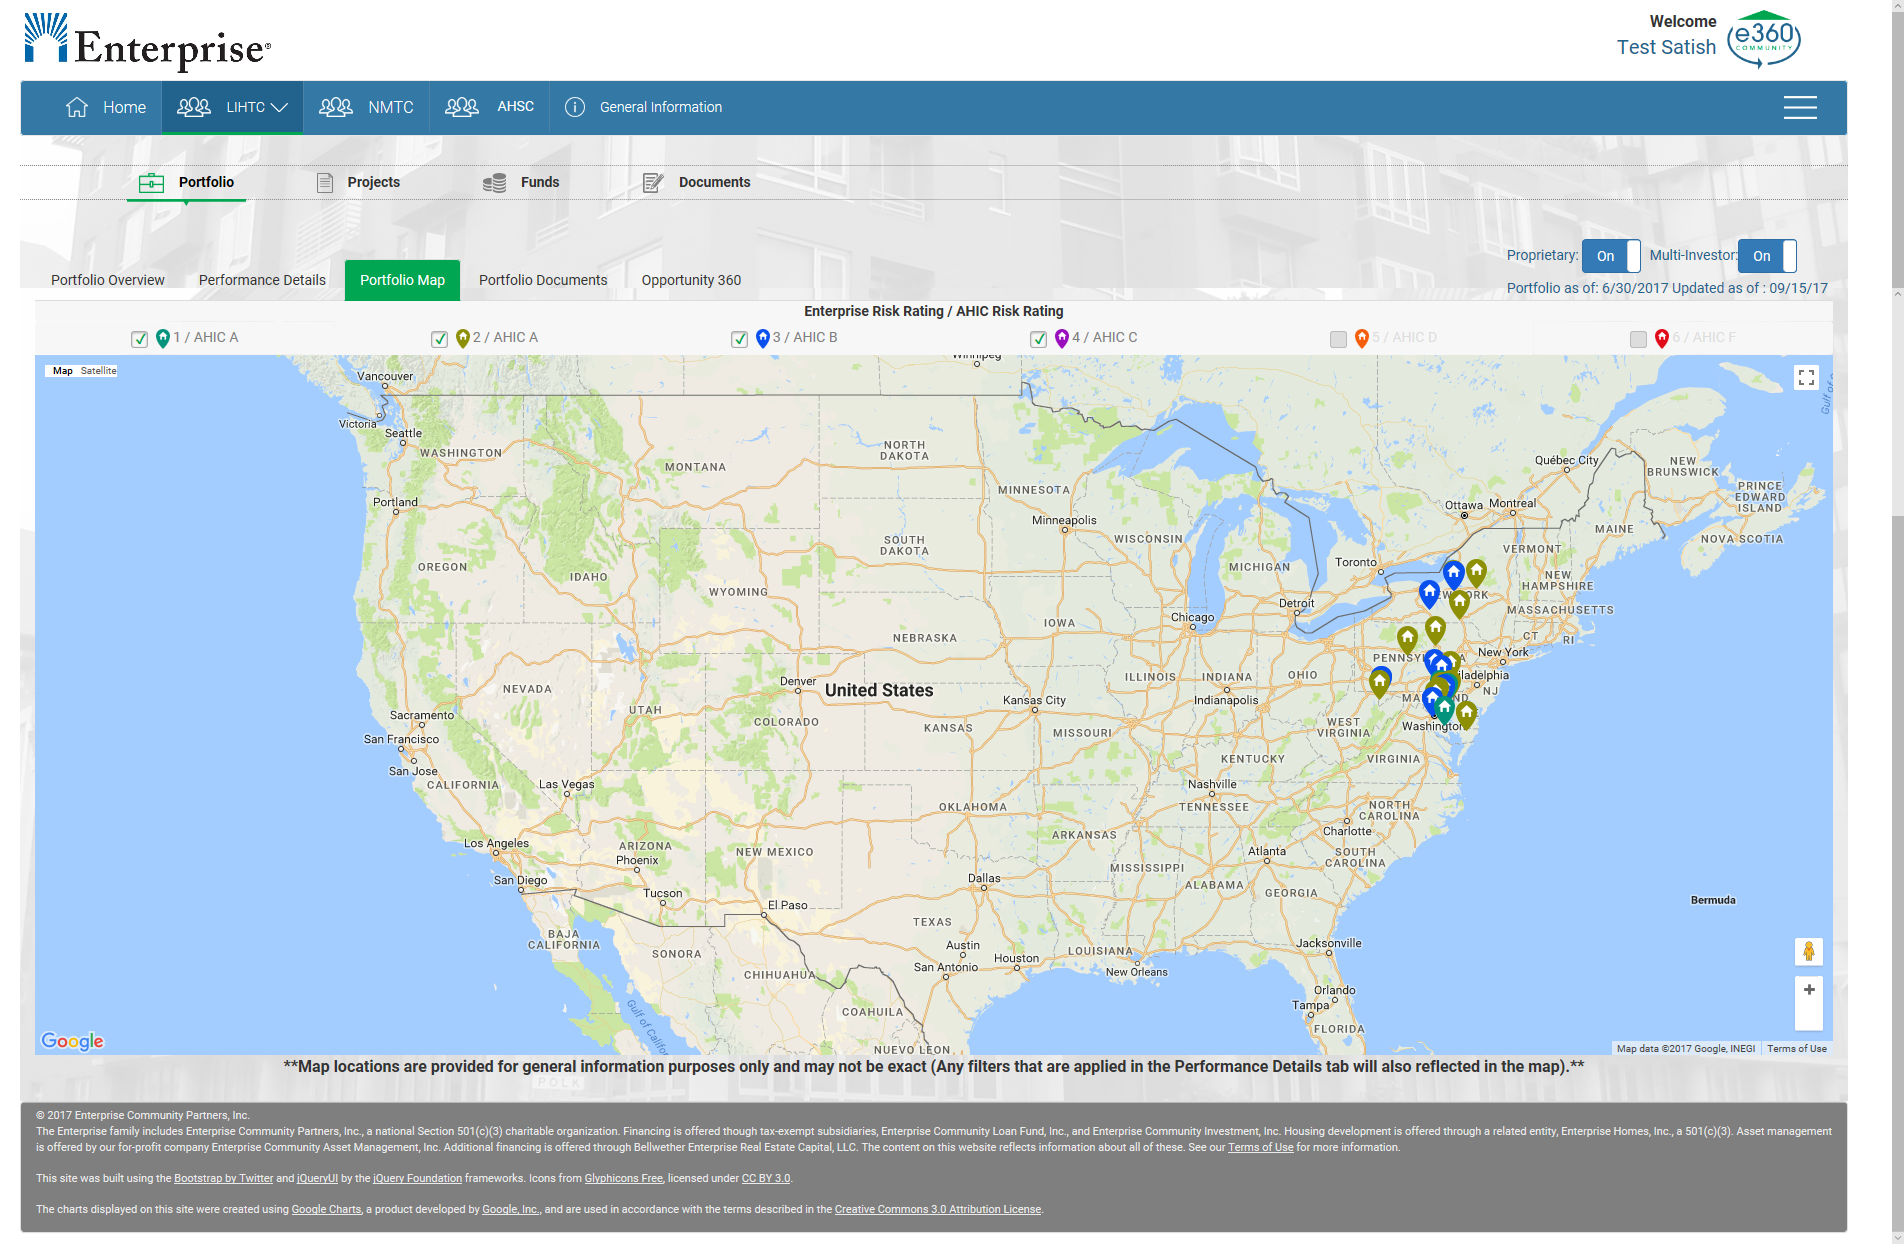 Enterprise®
Welcome
Test Satish
e360
COMMUNITY
Home
LIHTC
NMTC
AHSC
General Information
Portfolio
Projects
Funds
Documents
Proprietary: On Multi-Investor: On
Portfolio Overview
Performance Details
Portfolio Map
Portfolio Documents
Opportunity 360
Portfolio as of: 6/30/2017 Updated as of : 09/15/17
Enterprise Risk Rating / AHIC Risk Rating
1 / AHIC A
2 / AHIC A
3 / AHIC B
4 / AHIC C
5 / AHIC D
6 / AHIC F
Map Satellite
Winnipeg
Vancouver
Victoria
Seattle
WASHINGTON
NORTH
DAKOTA
MONTANA
Québec City
NEW
BRUNSWICK
PRINCE
EDWARD
ISLAND
MINNESOTA
Portland
Ottawa
Montreal
Minneapolis
MAINE
NOVA SCOTIA
WISCONSIN
SOUTH
DAKOTA
VERMONT
OREGON
IDAHO
MICHIGAN
Toronto
NEW
HAMPSHIRE
WYOMING
Detroit
MASSACHUSETTS
Chicago
IOWA
NEBRASKA
CT
RI
New York
PENNSY
ILLINOIS
INDIANA
OHIO
iladelphia
Denver
United States
NEVADA
NJ
Kansas City
Indianapolis
UTAH
Sacramento
COLORADO
KANSAS
MISSOURI
WEST
VIRGINIA
Washington
San Francisco
KENTUCKY
VIRGINIA
San Jose
CALIFORNIA
Las Vegas
Nashville
TENNESSEE
OKLAHOMA
NORTH
CAROLINA
Charlotte
ARKANSAS
Los Angeles
ARIZONA
NEW MEXICO
Phoenix
Atlanta
SOUTH
CAROLINA
MISSISSIPPI
San Diego
Dallas
ALABAMA
GEORGIA
Tucson
El Paso
Bermuda
TEXAS
BAJA
CALIFORNIA
SONORA
Austin
LOUISIANA
Jacksonville
Houston
San Antonio
New Orleans
CHIHUAHUA
Orlando
Tampa
COAHUILA
Gulf of California
FLORIDA
NUEVO LEON
Google
Map data ©2017 Google, INEGI Terms of Use
**Map locations are provided for general information purposes only and may not be exact (Any filters that are applied in the Performance Details tab will also reflected in the map).**
POLK
© 2017 Enterprise Community Partners, Inc.
The Enterprise family includes Enterprise Community Partners, Inc., a national Section 501(c)(3) charitable organization. Financing is offered though tax-exempt subsidiaries, Enterprise Community Loan Fund, Inc., and Enterprise Community Investment, Inc. Housing development is offered through a related entity, Enterprise Homes, Inc., a 501(c)(3). Asset management
is offered by our for-profit company Enterprise Community Asset Management, Inc. Additional financing is offered through Bellwether Enterprise Real Estate Capital, LLC. The content on this website reflects information about all of these. See our Terms of Use for more information.
This site was built using the Bootstrap by Twitter and jQueryUI by the jQuery Foundation frameworks. Icons from Glyphicons Free, licensed under CC BY 3.0.
The charts displayed on this site were created using Google Charts, a product developed by Google, Inc., and are used in accordance with the terms described in the Creative Commons 3.0 Attribution License.